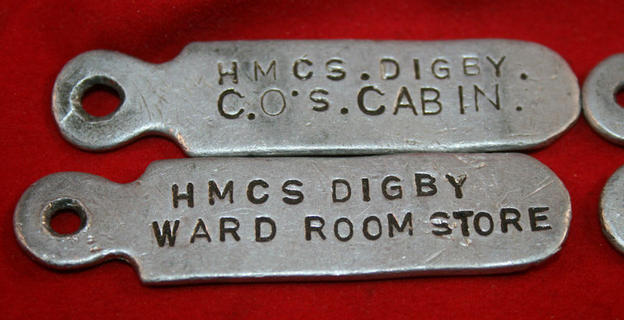 HMCS.DIGBY.
C.O'S.CABIN.
HMCS DIGBY
WARD ROOM STORE